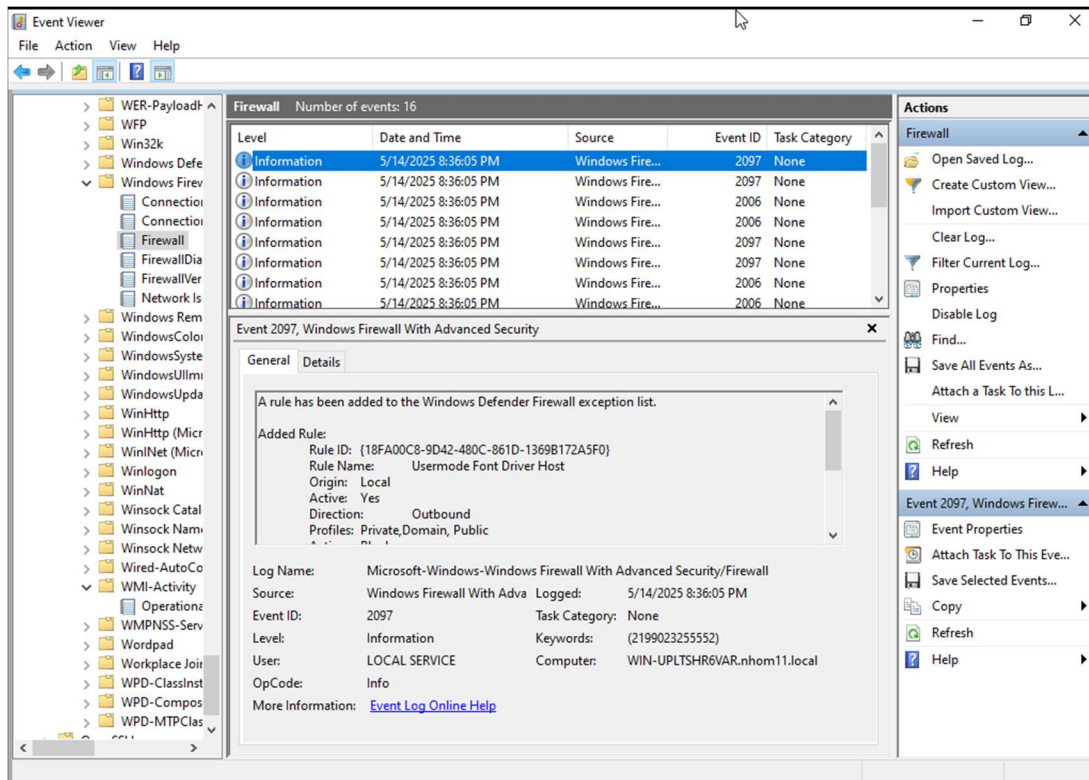 Event Viewer
File Action View Help
WER-PayloadH
WFP
Win32k
Windows Defe
Windows Firew
Connection
Connection
Firewall
FirewallDia
FirewallVer
Network Is
Windows Rem
WindowsColor
WindowsSyste
WindowsUIImm
WindowsUpda
WinHttp
WinHttp (Micr
WinINet (Micr
Winlogon
WinNat
Winsock Catal
Winsock Nam
Winsock Netw
Wired-AutoCo
WMI-Activity
Operationa
WMPNSS-Serv
Wordpad
Workplace Joir
WPD-ClassInst
WPD-Compos
WPD-MTPClas
Firewall Number of events: 16
Level Date and Time Source Event ID Task Category
Information 5/14/2025 8:36:05 PM Windows Fire... 2097 None
Information 5/14/2025 8:36:05 PM Windows Fire... 2097 None
Information 5/14/2025 8:36:05 PM Windows Fire... 2006 None
Information 5/14/2025 8:36:05 PM Windows Fire... 2006 None
Information 5/14/2025 8:36:05 PM Windows Fire... 2097 None
Information 5/14/2025 8:36:05 PM Windows Fire... 2097 None
Information 5/14/2025 8:36:05 PM Windows Fire... 2006 None
Information 5/14/2025 8:36:05 PM Windows Fire... 2006 None
Event 2097, Windows Firewall With Advanced Security
General Details
A rule has been added to the Windows Defender Firewall exception list.
Added Rule:
Rule ID: {18FA00C8-9D42-480C-861D-1369B172A5F0}
Rule Name: Usermode Font Driver Host
Origin: Local
Active: Yes
Direction: Outbound
Profiles: Private,Domain, Public
Log Name: Microsoft-Windows-Windows Firewall With Advanced Security/Firewall
Source: Windows Firewall With Adva Logged: 5/14/2025 8:36:05 PM
Event ID: 2097 Task Category: None
Level: Information Keywords: (2199023255552)
User: LOCAL SERVICE Computer: WIN-UPLTSHR6VAR.nhom11.local
OpCode: Info
More Information: Event Log Online Help
Actions
Firewall
Open Saved Log...
Create Custom View...
Import Custom View...
Clear Log...
Filter Current Log...
Properties
Disable Log
Find...
Save All Events As...
Attach a Task To this L...
View
Refresh
Help
Event 2097, Windows Firew...
Event Properties
Attach Task To This Eve...
Save Selected Events...
Copy
Refresh
Help